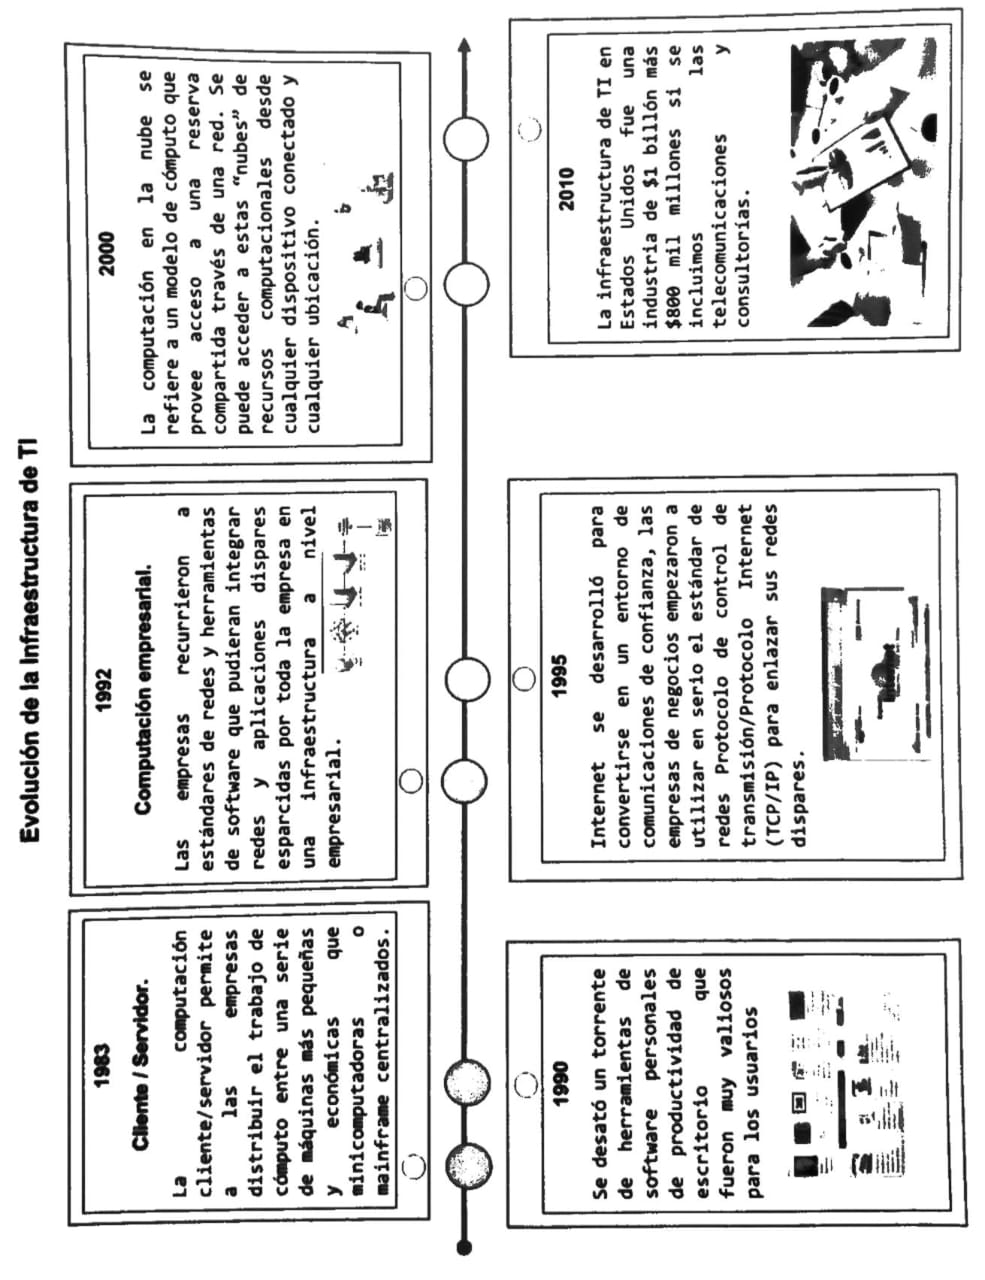 Evolución de la Infraestructura de TI
1983
Cliente / Servidor.
La computación
cliente/servidor permite
a las empresas
distribuir el trabajo de
cómputo entre una serie
de máquinas más pequeñas
y económicas que
minicomputadoras o
mainframe centralizados.
1992
Computación empresarial.
Las empresas recurrieron a
estándares de redes y herramientas
de software que pudieran integrar
redes y aplicaciones dispares
esparcidas por toda la empresa en
una infraestructura a nivel
empresarial.
2000
La computación en la nube se
refiere a un modelo de cómputo que
provee acceso a una reserva
compartida través de una red. Se
puede acceder a estas “nubes” de
recursos computacionales desde
cualquier dispositivo conectado y
cualquier ubicación.
1990
Se desató un torrente
de herramientas de
software personales
de productividad de
escritorio que
fueron muy valiosos
para los usuarios
1995
Internet se desarrolló para
convertirse en un entorno de
comunicaciones de confianza, las
empresas de negocios empezaron a
utilizar en serio el estándar de
redes Protocolo de control de
transmisión/Protocolo Internet
(TCP/IP) para enlazar sus redes
dispares.
2010
La infraestructura de TI en
Estados Unidos fue una
industria de $1 billón más
$800 mil millones si se
incluimos las
telecomunicaciones y
consultorías.